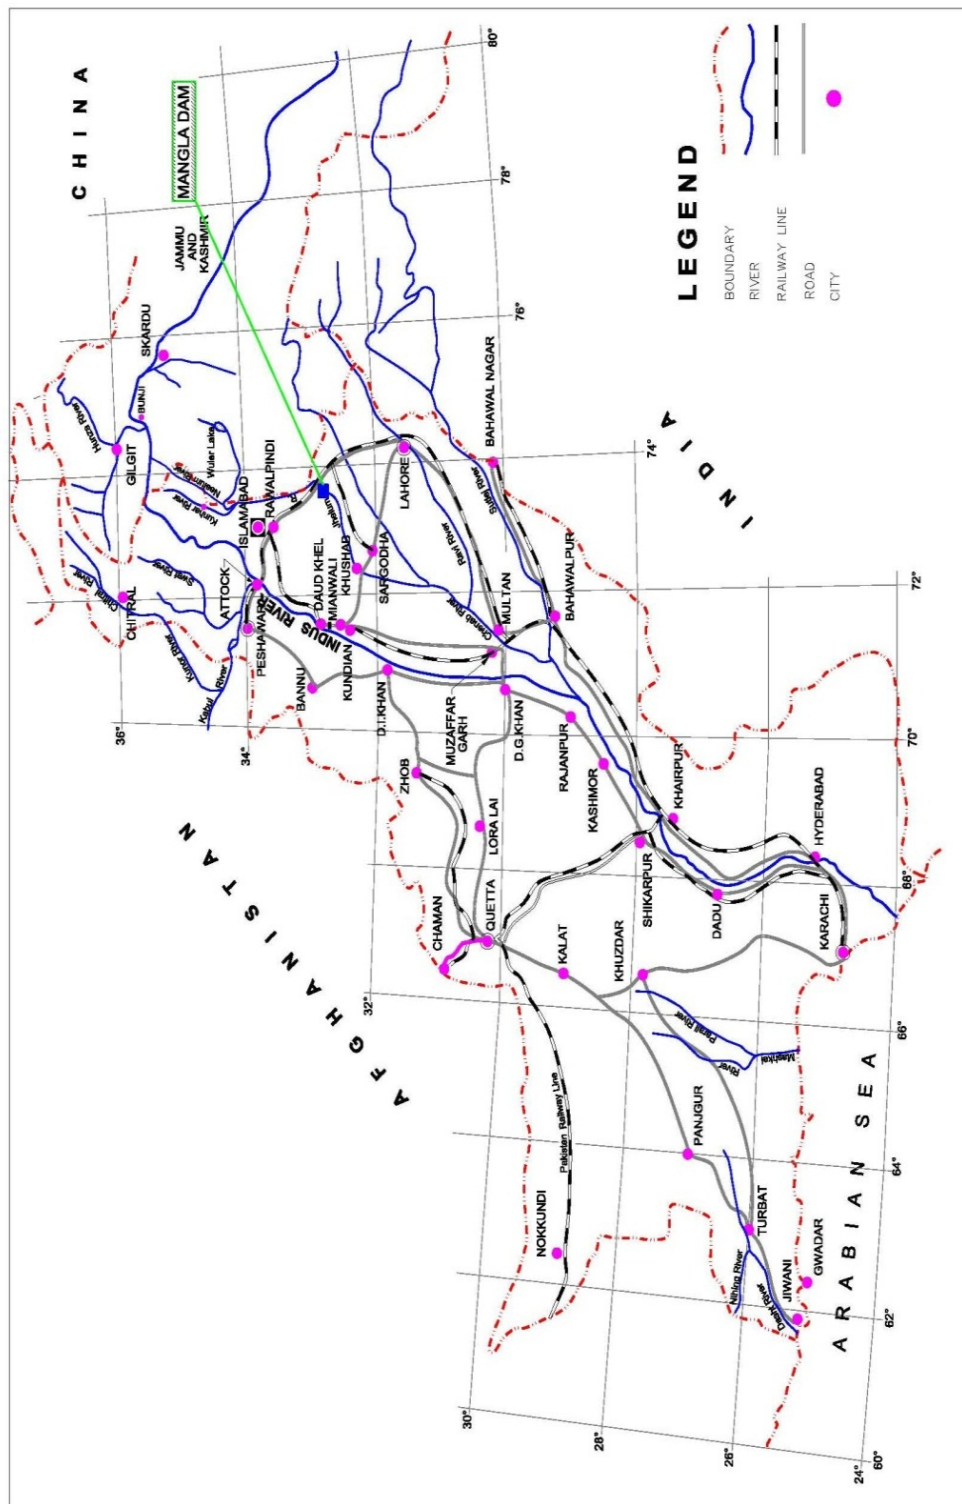 CHINA
MANGLA DAM
JAMMU
AND
KASHMIR
SKARDU
BUNJI
Hunza River
GILGIT
Wuler Lake
Neelum River
Kunhar River
ISLAMABAD
RAWALPINDI
Jhelum
Chitral River
CHITRAL
Swat River
Kunar River
Kabul River
ATTOCK
PESHAWAR
INDUS RIVER
DAUD KHEL
MIANWALI
KHUSHAB
SARGODHA
LAHORE
BANNU
KUNDIAN
D.I.KHAN
Chenab River
Ravi River
Sutlej River
BAHAWAL NAGAR
MULTAN
BAHAWALPUR
MUZAFFAR
GARH
D.G.KHAN
ZHOB
LORA LAI
RAJANPUR
KASHMOR
KHAIRPUR
SHIKARPUR
HYDERABAD
DADU
KARACHI
CHAMAN
QUETTA
KALAT
KHUZDAR
Mashkai
River
PANJGUR
Pakistan Railway Line
NOKKUNDI
TURBAT
Nihing River
Dasht River
JIWANI
GWADAR
AFGHANISTAN
INDIA
ARABIAN SEA
36°
34°
32°
30°
28°
26°
24°
60°
62°
64°
66°
68°
70°
72°
74°
76°
78°
80°
LEGEND
BOUNDARY
RIVER
RAILWAY LINE
ROAD
CITY